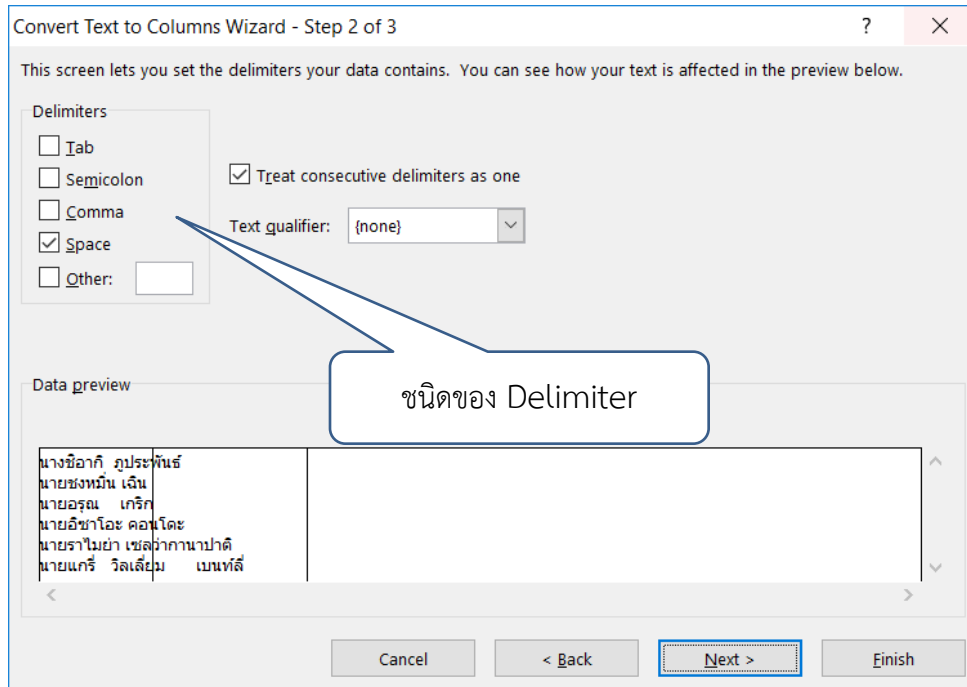 Convert Text to Columns Wizard - Step 2 of 3 ?
This screen lets you set the delimiters your data contains. You can see how your text is affected in the preview below.
Delimiters
Tab
Semicolon
Comma
Space
Other:
Treat consecutive delimiters as one
Text qualifier: {none}
ชนิดของ Delimiter
Data preview
นางชิอากิ ภูประพันธ์
นายชงหมิ่น เฉิน
นายอรุณ เกริก
นายอิซาโอะ คอนโดะ
นายราไมย่า เซลว่ากานาปาติ
นายแกรี่ วิลเลี่ยม เบนท์ลี่
Cancel < Back Next > Finish